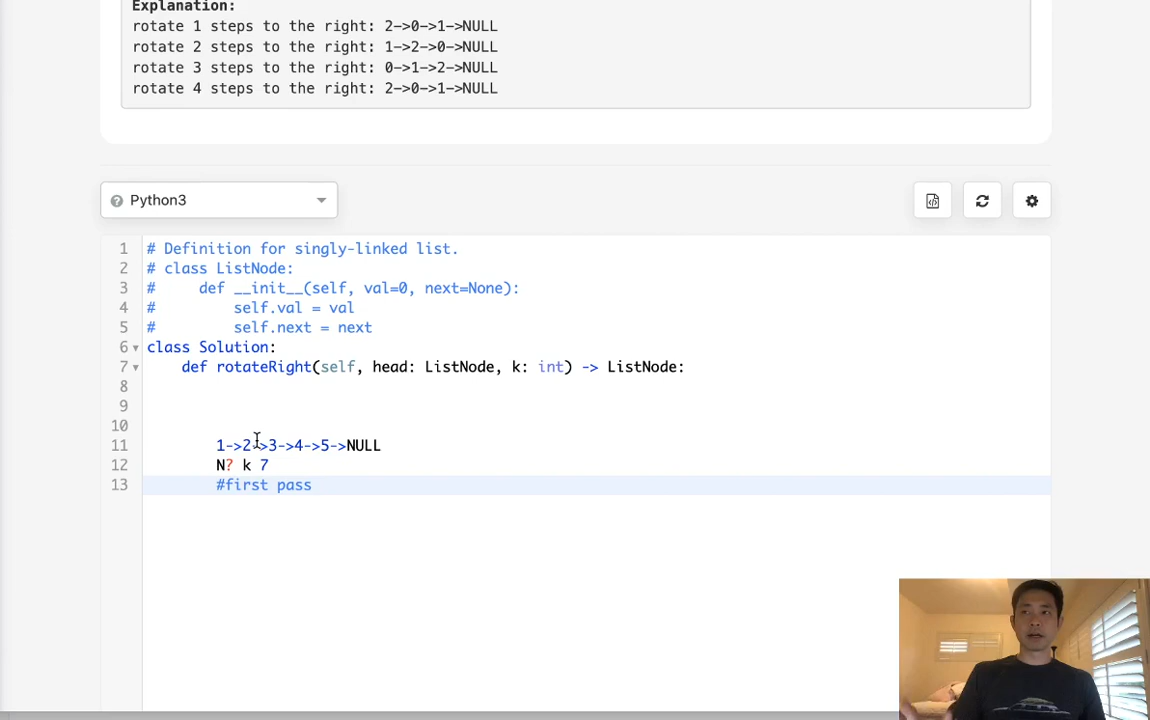 Explanation:
rotate 1 steps to the right: 2->0->1->NULL
rotate 2 steps to the right: 1->2->0->NULL
rotate 3 steps to the right: 0->1->2->NULL
rotate 4 steps to the right: 2->0->1->NULL
Python3
1 # Definition for singly-linked list.
2 # class ListNode:
3 #     def __init__(self, val=0, next=None):
4 #         self.val = val
5 #         self.next = next
6 class Solution:
7     def rotateRight(self, head: ListNode, k: int) -> ListNode:
8
9
10
11         1->2->3->4->5->NULL
12         N? k 7
13         #first pass